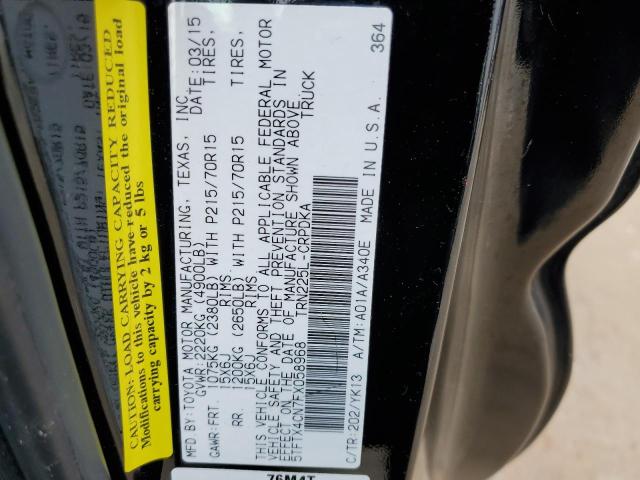 CAUTION: LOAD CARRYING CAPACITY REDUCED
Modifications to this vehicle have reduced the original load
carrying capacity by 2 kg or 5 lbs
MFD BY:TOYOTA MOTOR MANUFACTURING, TEXAS, INC. DATE: 03/15
GVWR: 2220KG (4900LB)
GAWR:FRT. 1075KG (2380LB) WITH P215/70R15 TIRES,
15X6J RIMS,
RR. 1200KG (2650LB) WITH P215/70R15 TIRES,
15X6J RIMS,
THIS VEHICLE CONFORMS TO ALL APPLICABLE FEDERAL MOTOR
VEHICLE SAFETY AND THEFT PREVENTION STANDARDS IN
EFFECT ON THE DATE OF MANUFACTURE SHOWN ABOVE.
5TFTX4CN7FX058968 TRN225L-CRPDKA TRUCK
C/TR:202/YK13 A/TM:A01A/A340E MADE IN U.S.A. 364
76M4T